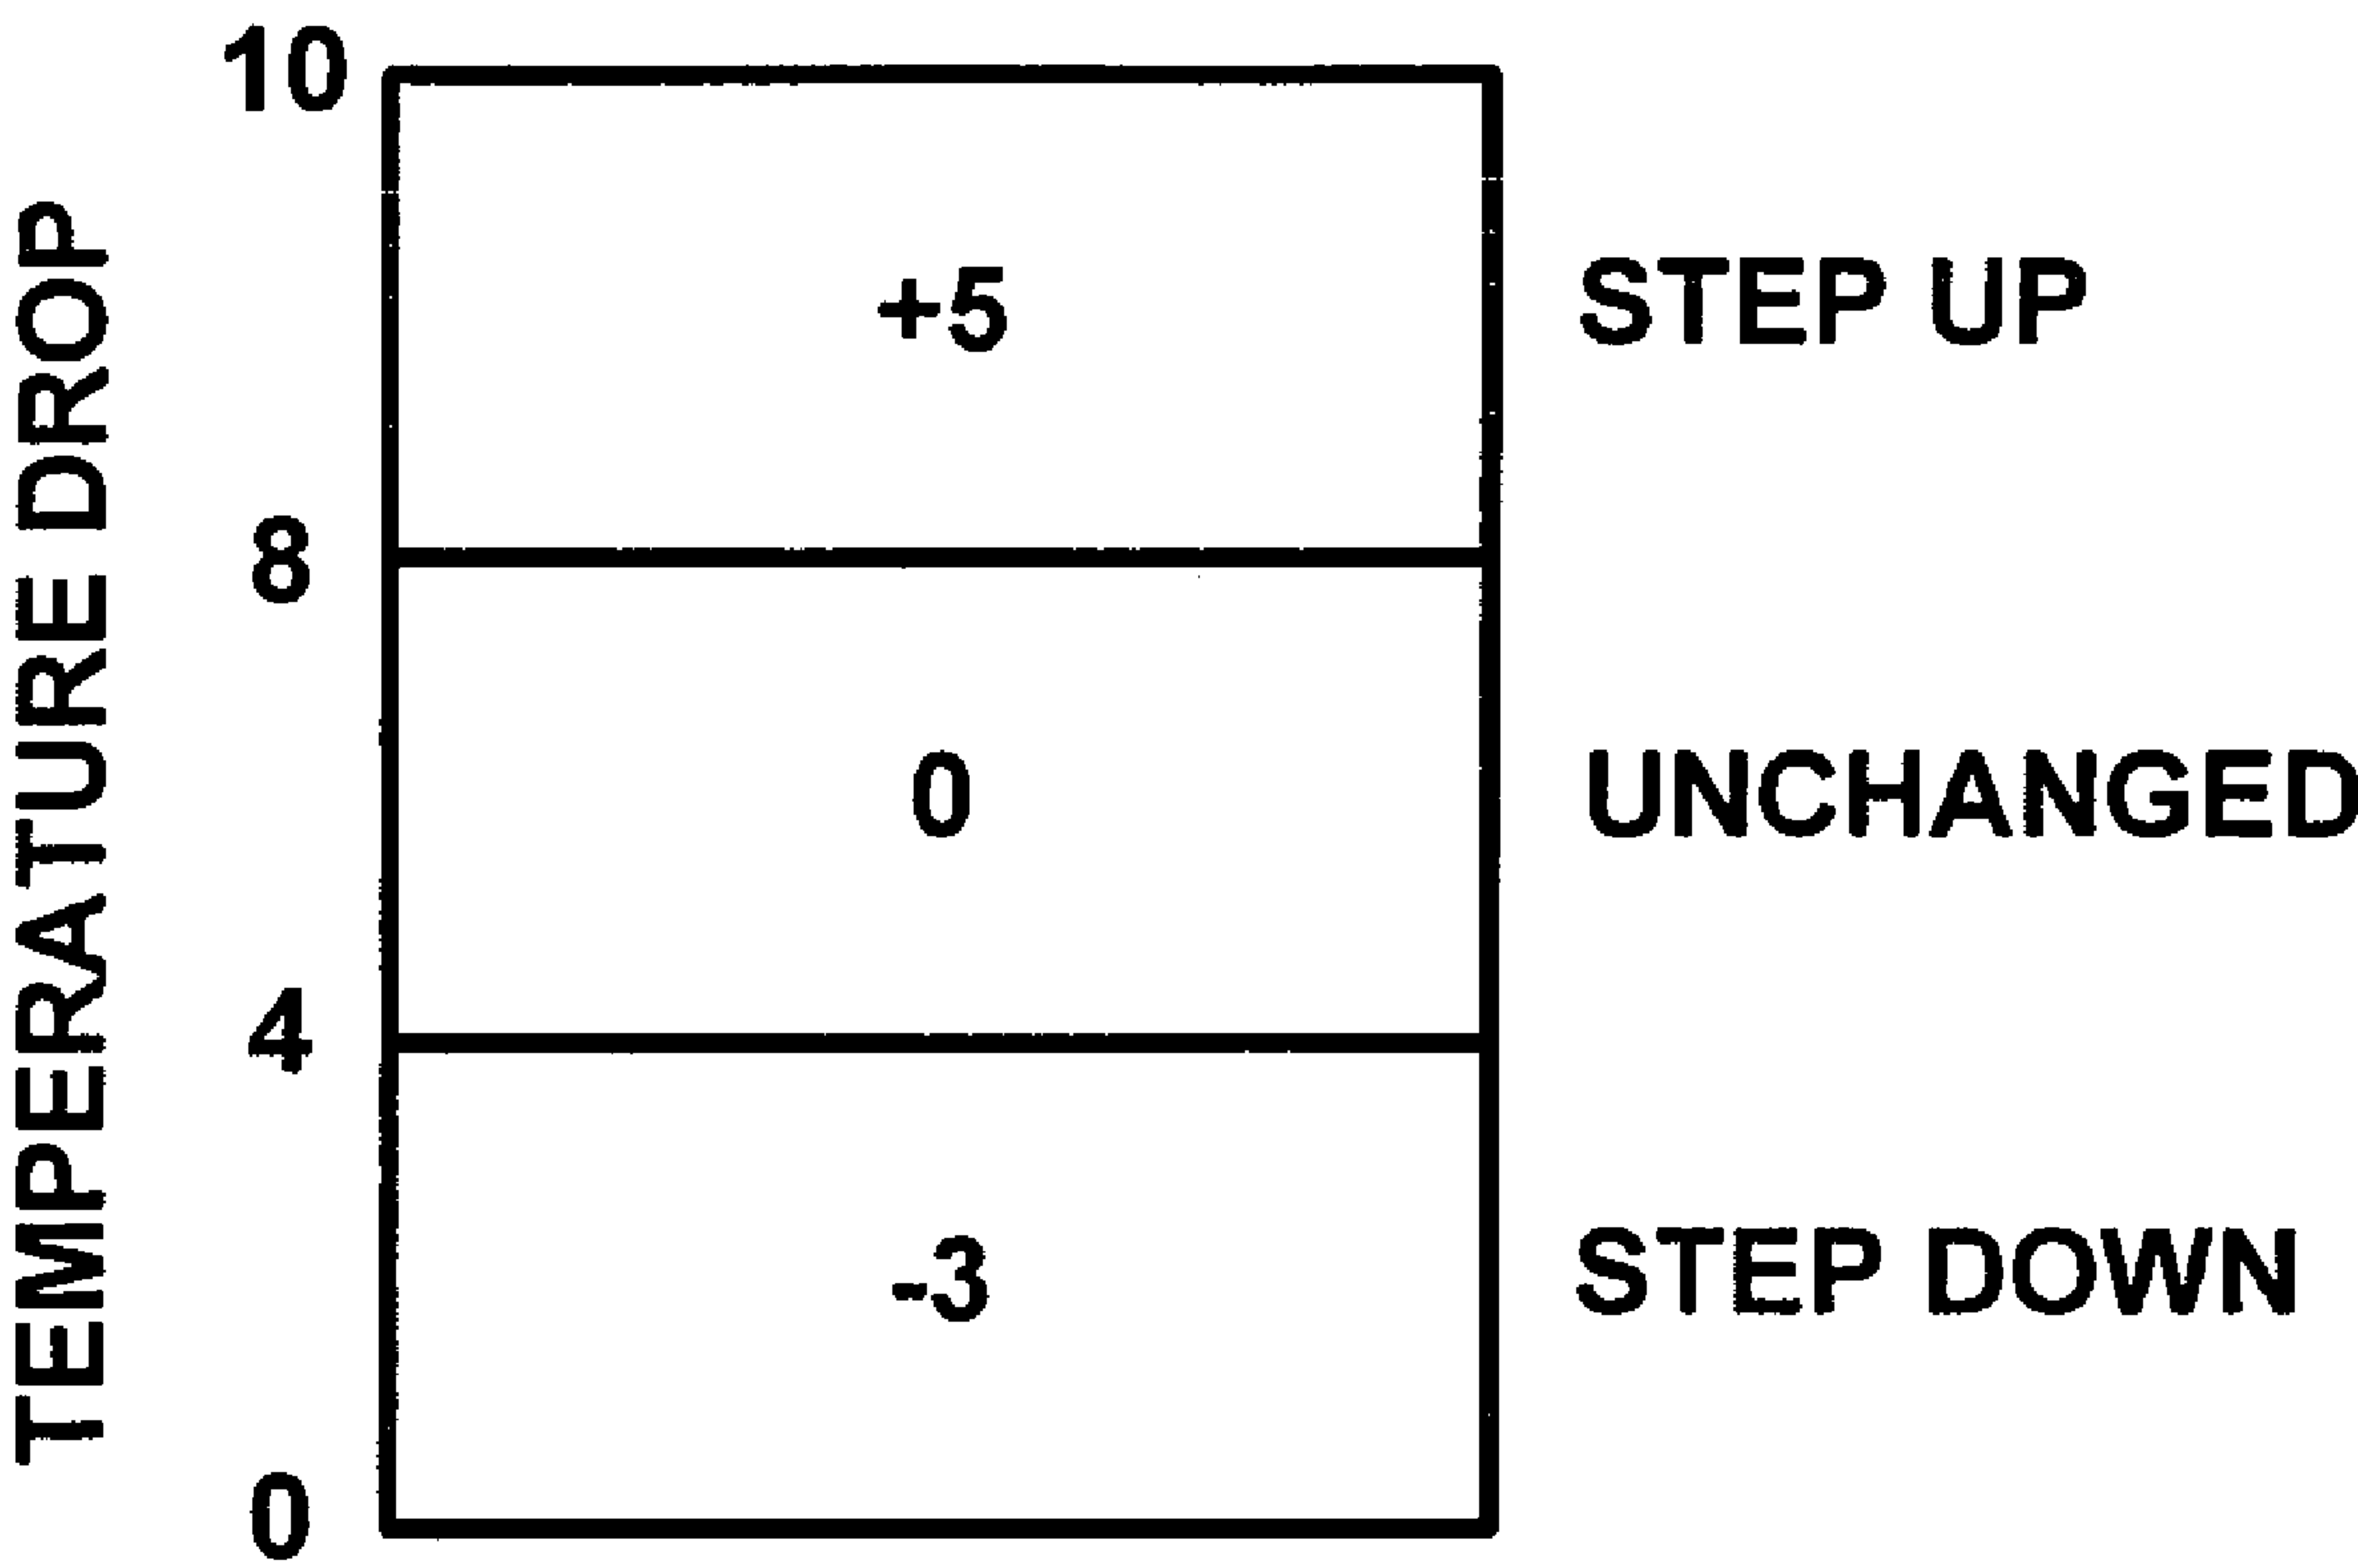 TEMPERATURE DROP
10
+5 STEP UP
8
0 UNCHANGED
4
-3 STEP DOWN
0